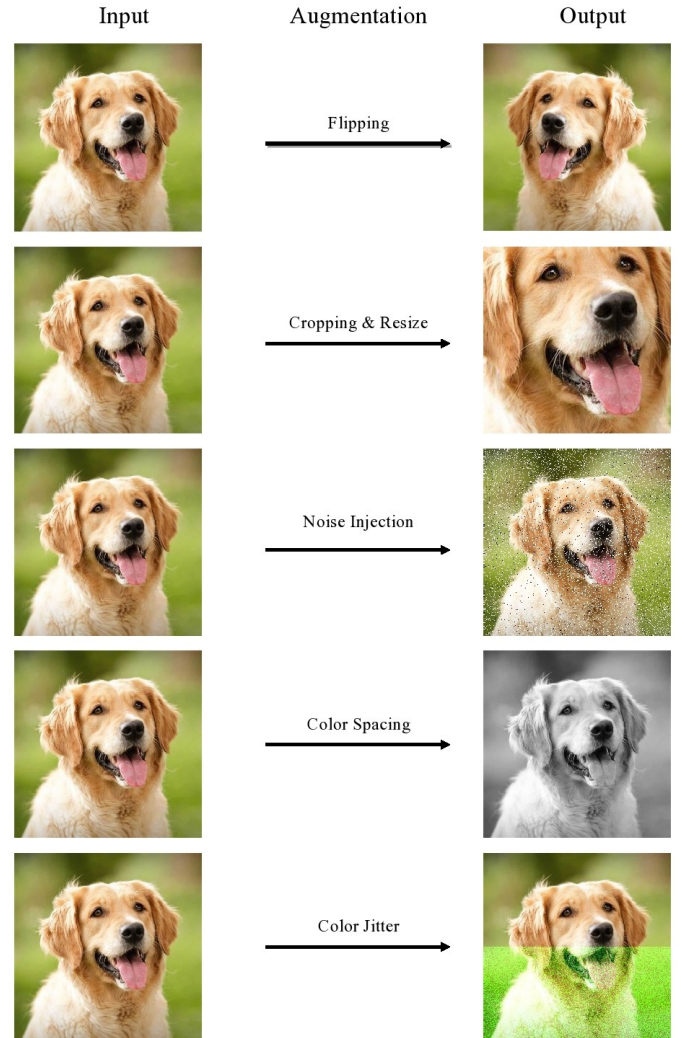 Input Augmentation Output
Flipping
Cropping & Resize
Noise Injection
Color Spacing
Color Jitter